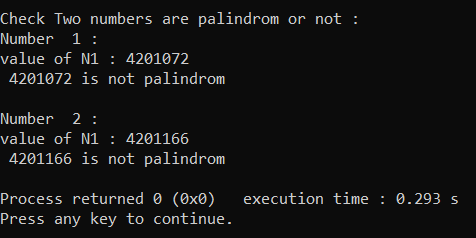 Check Two numbers are palindrom or not :
Number  1 :
value of N1 : 4201072
 4201072 is not palindrom

Number  2 :
value of N1 : 4201166
 4201166 is not palindrom

Process returned 0 (0x0)   execution time : 0.293 s
Press any key to continue.